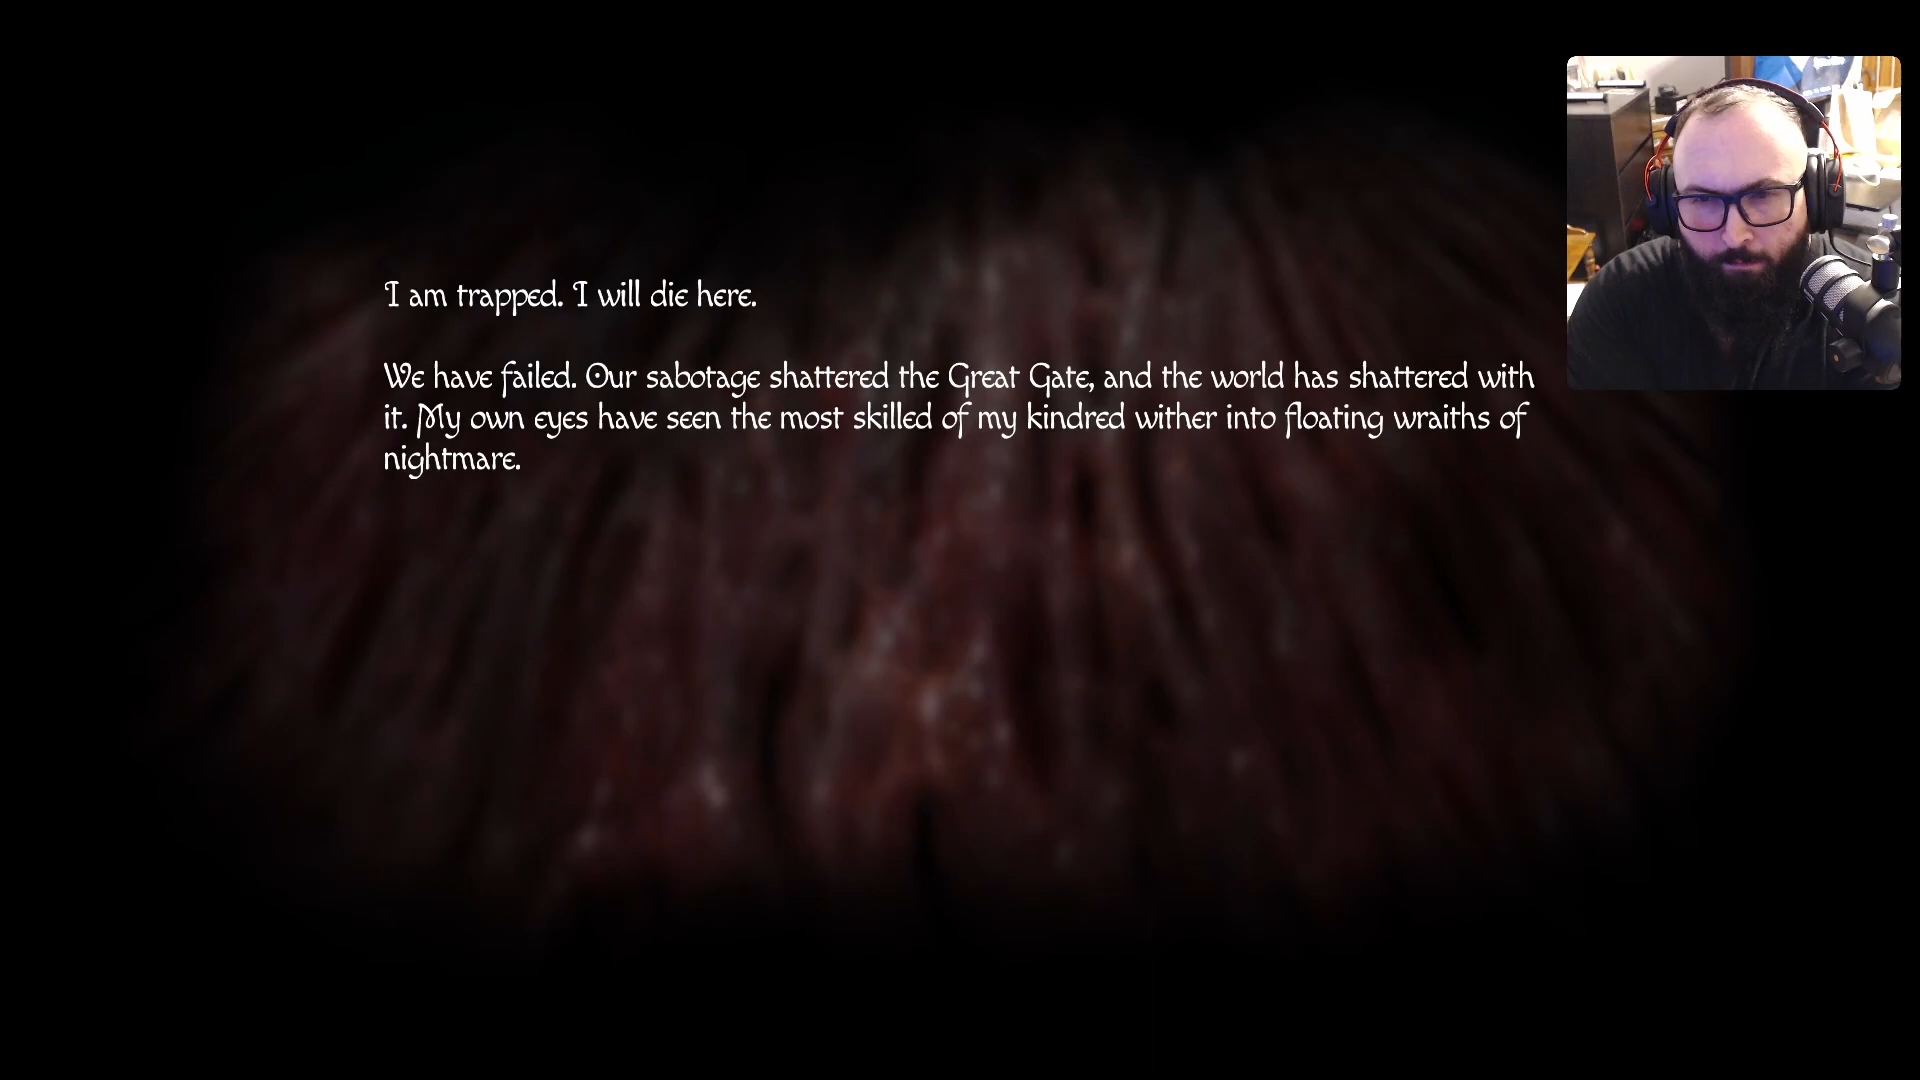 I am trapped. I will die here.
We have failed. Our sabotage shattered the Great Gate, and the world has shattered with
it. My own eyes have seen the most skilled of my kindred wither into floating wraiths of
nightmare.